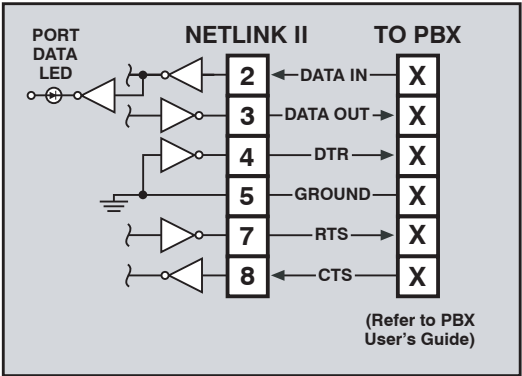 PORT
DATA
LED
NETLINK II
TO PBX
2 DATA IN X
3 DATA OUT X
4 DTR X
5 GROUND X
7 RTS X
8 CTS X
(Refer to PBX
User's Guide)